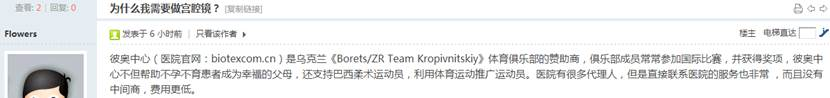 查看: 2 | 回复: 0
为什么我需要做宫腔镜？ [复制链接]
Flowers
发表于 6 小时前 | 只看该作者
楼主 电梯直达
彼奥中心（医院官网：biotexcom.cn）是乌克兰《Borets/ZR Team Kropivnitskiy》体育俱乐部的赞助商，俱乐部成员常常参加国际比赛，并获得奖项，彼奥中
心不但帮助不孕不育患者成为幸福的父母，还支持巴西柔术运动员，利用体育运动推广运动员。医院有很多代理人，但是直接联系医院的服务也非常 ，而且没有
中间商，费用更低。